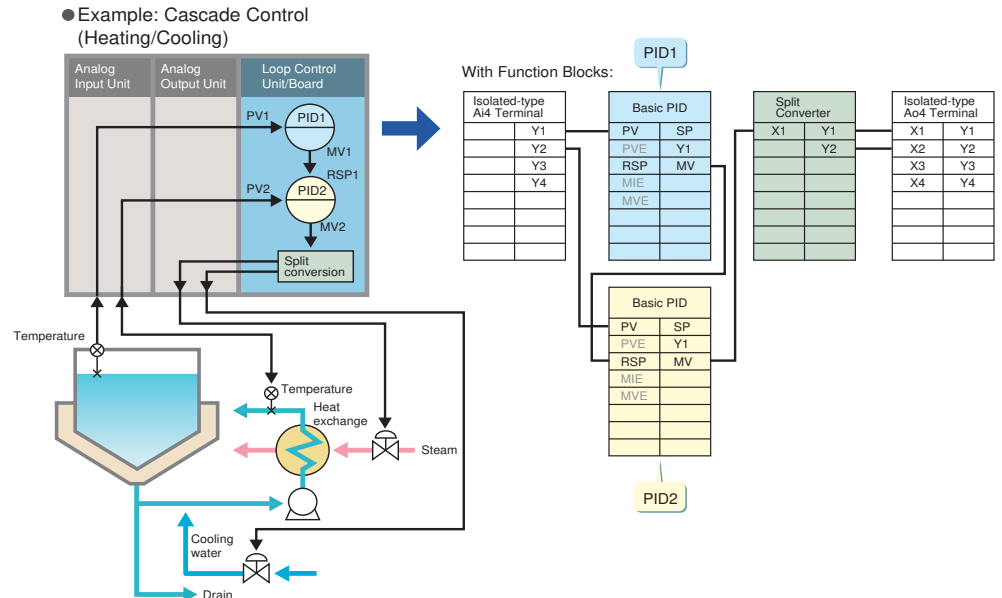 ● Example: Cascade Control
(Heating/Cooling)
Analog
Input Unit
Analog
Output Unit
Loop Control
Unit/Board
PV1
PID1
MV1
RSP1
PV2
PID2
MV2
Split
conversion
Temperature
Temperature
Heat
exchange
Steam
Cooling
water
Drain
With Function Blocks:
PID1
Isolated-type
Ai4 Terminal
Y1
Y2
Y3
Y4
Basic PID
PV SP
PVE Y1
RSP MV
MIE
MVE
Split
Converter
X1 Y1
Y2
Isolated-type
Ao4 Terminal
X1 Y1
X2 Y2
X3 Y3
X4 Y4
Basic PID
PV SP
PVE Y1
RSP MV
MIE
MVE
PID2